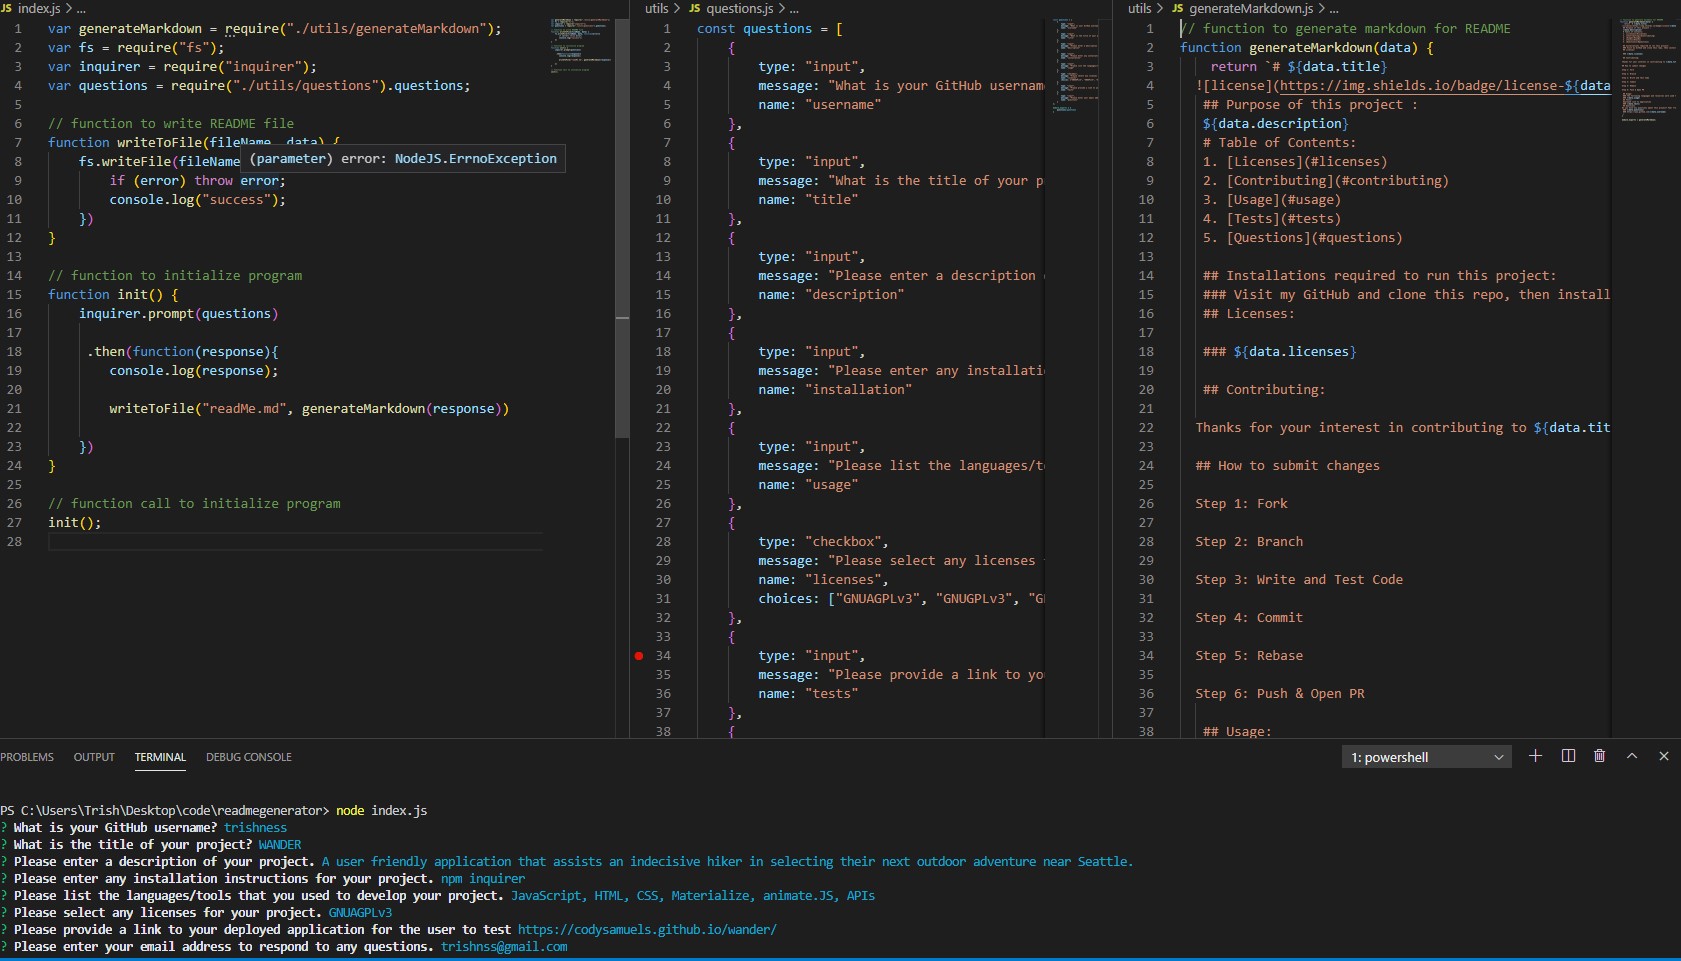 JS index.js > ...
1 var generateMarkdown = require("./utils/generateMarkdown");
2 var fs = require("fs");
3 var inquirer = require("inquirer");
4 var questions = require("./utils/questions").questions;
5
6 // function to write README file
7 function writeToFile(fileName, data) {
8 fs.writeFile(fileName
(parameter) error: NodeJS.ErrnoException
9 if (error) throw error;
10 console.log("success");
11 })
12 }
13
14 // function to initialize program
15 function init() {
16 inquirer.prompt(questions)
17
18 .then(function(response){
19 console.log(response);
20
21 writeToFile("readMe.md", generateMarkdown(response))
22
23 })
24 }
25
26 // function call to initialize program
27 init();
28
utils > JS questions.js > ...
1 const questions = [
2 {
3 type: "input",
4 message: "What is your GitHub usernam
5 name: "username"
6 },
7 {
8 type: "input",
9 message: "What is the title of your p
10 name: "title"
11 },
12 {
13 type: "input",
14 message: "Please enter a description
15 name: "description"
16 },
17 {
18 type: "input",
19 message: "Please enter any installati
20 name: "installation"
21 },
22 {
23 type: "input",
24 message: "Please list the languages/t
25 name: "usage"
26 },
27 {
28 type: "checkbox",
29 message: "Please select any licenses
30 name: "licenses",
31 choices: ["GNUAGPLv3", "GNUGPLv3", "G
32 },
33 {
34 type: "input",
35 message: "Please provide a link to yo
36 name: "tests"
37 },
38 {
utils > JS generateMarkdown.js > ...
1 // function to generate markdown for README
2 function generateMarkdown(data) {
3 return `# ${data.title}
4 ![license](https://img.shields.io/badge/license-${data
5 ## Purpose of this project :
6 ${data.description}
7 # Table of Contents:
8 1. [Licenses](#licenses)
9 2. [Contributing](#contributing)
10 3. [Usage](#usage)
11 4. [Tests](#tests)
12 5. [Questions](#questions)
13
14 ## Installations required to run this project:
15 ### Visit my GitHub and clone this repo, then install
16 ## Licenses:
17
18 ### ${data.licenses}
19
20 ## Contributing:
21
22 Thanks for your interest in contributing to ${data.tit
23
24 ## How to submit changes
25
26 Step 1: Fork
27
28 Step 2: Branch
29
30 Step 3: Write and Test Code
31
32 Step 4: Commit
33
34 Step 5: Rebase
35
36 Step 6: Push & Open PR
37
38 ## Usage:
PROBLEMS OUTPUT TERMINAL DEBUG CONSOLE 1: powershell
PS C:\Users\Trish\Desktop\code\readmegenerator> node index.js
? What is your GitHub username? trishness
? What is the title of your project? WANDER
? Please enter a description of your project. A user friendly application that assists an indecisive hiker in selecting their next outdoor adventure near Seattle.
? Please enter any installation instructions for your project. npm inquirer
? Please list the languages/tools that you used to develop your project. JavaScript, HTML, CSS, Materialize, animate.JS, APIs
? Please select any licenses for your project. GNUAGPLv3
? Please provide a link to your deployed application for the user to test https://codysamuels.github.io/wander/
? Please enter your email address to respond to any questions. trishnss@gmail.com